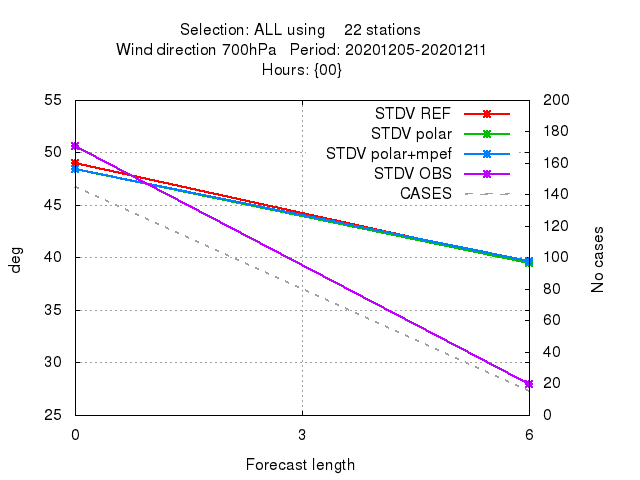 Selection: ALL using    22 stations
Wind direction 700hPa   Period: 20201205-20201211
Hours: {00}
55
50
45
40
35
30
25
200
180
160
140
120
100
80
60
40
20
0
STDV REF
STDV polar
STDV polar+mpef
STDV OBS
CASES
deg
No cases
0
3
6
Forecast length